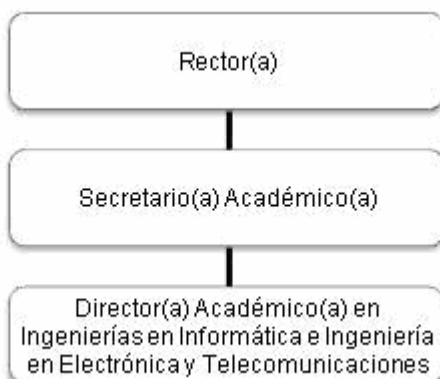 Rector(a)
Secretario(a) Académico(a)
Director(a) Académico(a) en
Ingenierías en Informática e Ingeniería
en Electrónica y Telecomunicaciones